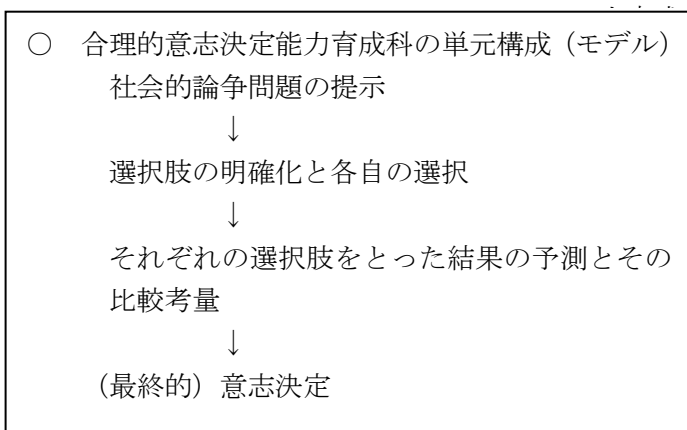 ○ 合理的意志決定能力育成科の単元構成（モデル）
社会的論争問題の提示
↓
選択肢の明確化と各自の選択
↓
それぞれの選択肢をとった結果の予測とその
比較考量
↓
（最終的）意志決定